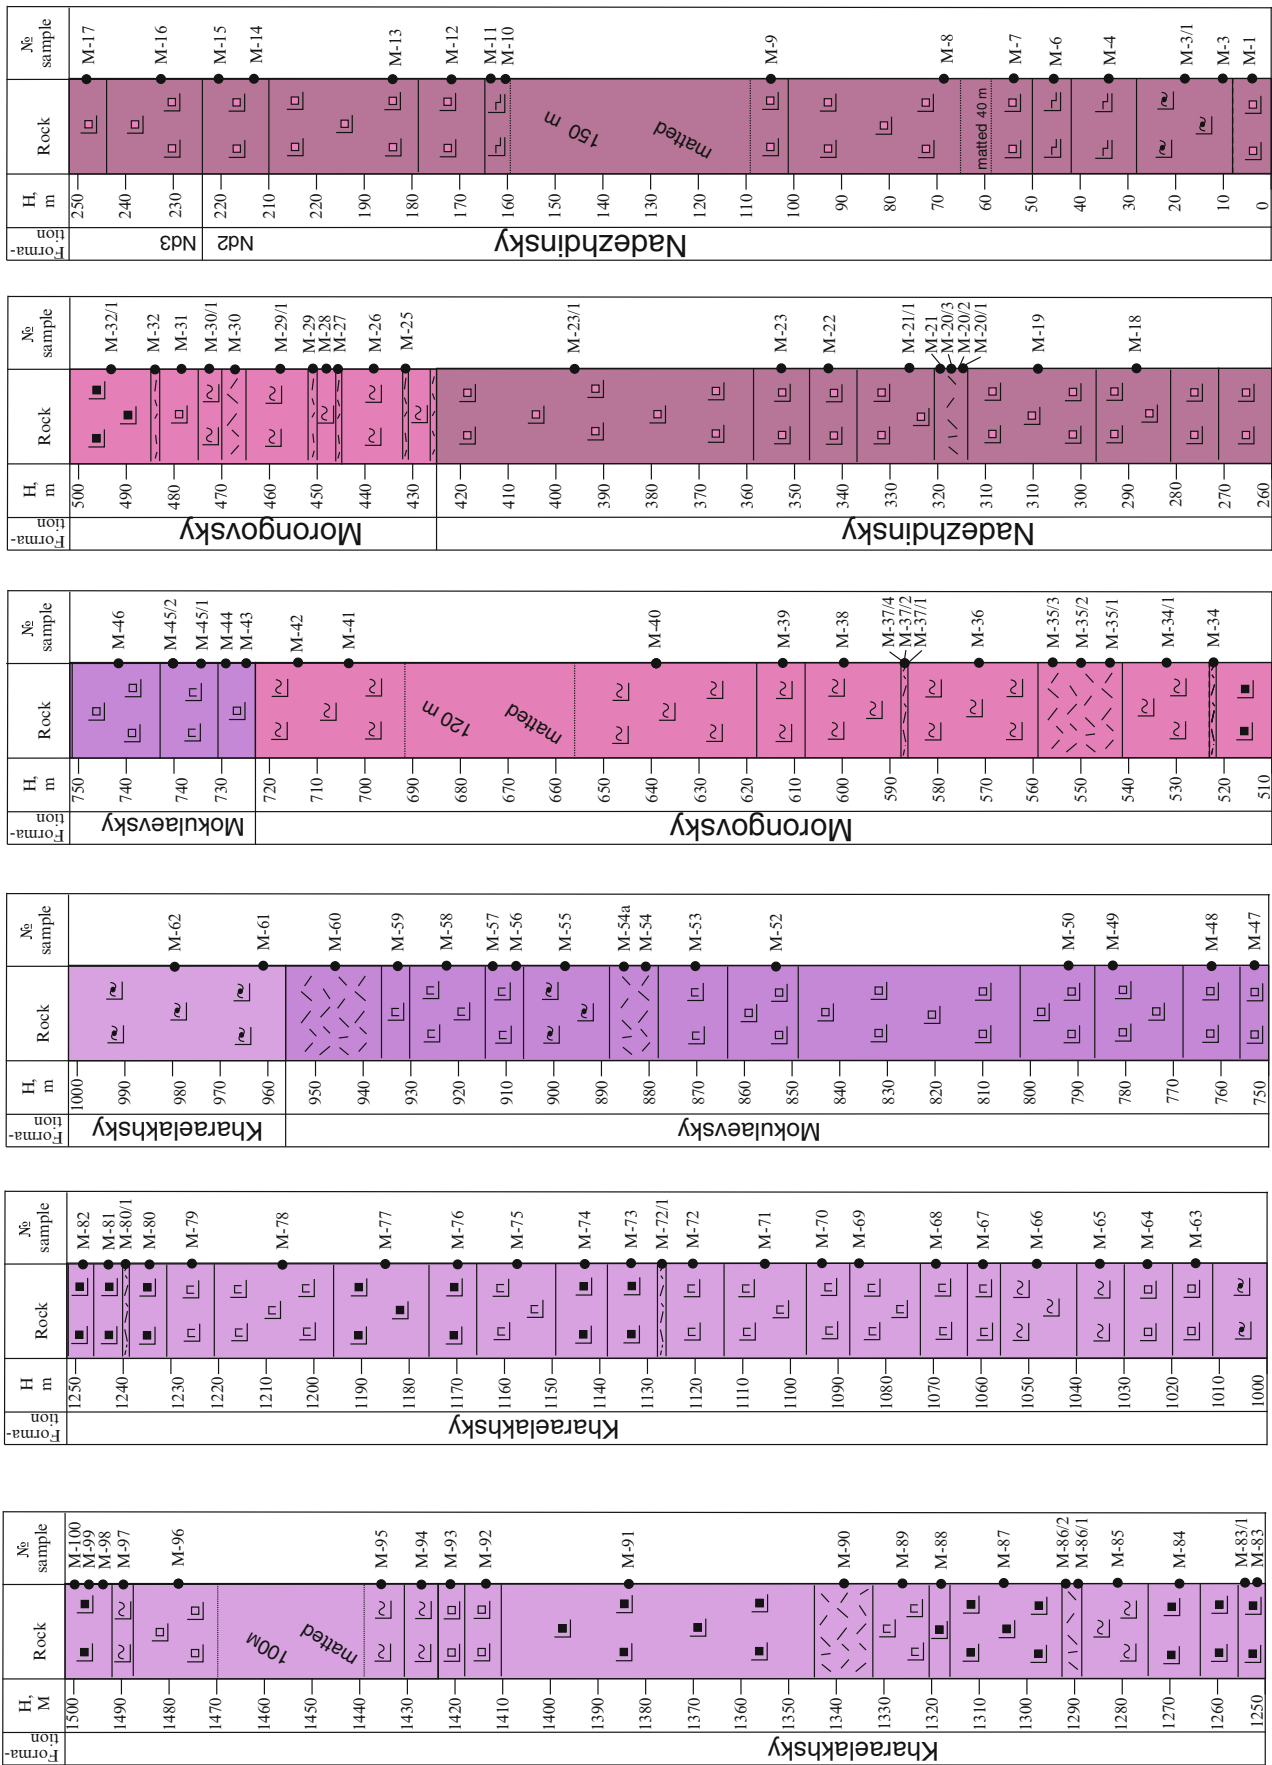 Forma-
tion
H,
m
Rock
№
sample
Nd3
Nd2
Nadezhdinsky
250
240
230
220
210
220
190
180
170
160
150
140
130
120
110
100
90
80
70
60
50
40
30
20
10
0
150 m
matted
matted 40 m
M-17
M-16
M-15
M-14
M-13
M-12
M-11
M-10
M-9
M-8
M-7
M-6
M-4
M-3/1
M-3
M-1
Forma-
tion
H,
m
Rock
№
sample
Morongovsky
Nadezhdinsky
500
490
480
470
460
450
440
430
420
410
400
390
380
370
360
350
340
330
320
310
310
300
290
280
270
260
M-32/1
M-32
M-31
M-30/1
M-30
M-29/1
M-29
M-28
M-27
M-26
M-25
M-23/1
M-23
M-22
M-21/1
M-21
M-20/3
M-20/2
M-20/1
M-19
M-18
Forma-
tion
H,
m
Rock
№
sample
Mokulaevsky
Morongovsky
750
740
740
730
720
710
700
690
680
670
660
650
640
630
620
610
600
590
580
570
560
550
540
530
520
510
120 m
matted
M-46
M-45/2
M-45/1
M-44
M-43
M-42
M-41
M-40
M-39
M-38
M-37/4
M-37/2
M-37/1
M-36
M-35/3
M-35/2
M-35/1
M-34/1
M-34
Forma-
tion
H,
m
Rock
№
sample
Kharaelakhsky
Mokulaevsky
1000
990
980
970
960
950
940
930
920
910
900
890
880
870
860
850
840
830
820
810
800
790
780
770
760
750
M-62
M-61
M-60
M-59
M-58
M-57
M-56
M-55
M-54a
M-54
M-53
M-52
M-50
M-49
M-48
M-47
Forma-
tion
H
m
Rock
№
sample
Kharaelakhsky
1250
1240
1230
1220
1210
1200
1190
1180
1170
1160
1150
1140
1130
1120
1110
1100
1090
1080
1070
1060
1050
1040
1030
1020
1010
1000
M-82
M-81
M-80/1
M-80
M-79
M-78
M-77
M-76
M-75
M-74
M-73
M-72/1
M-72
M-71
M-70
M-69
M-68
M-67
M-66
M-65
M-64
M-63
Forma-
tion
H,
M
Rock
№
sample
Kharaelakhsky
1500
1490
1480
1470
1460
1450
1440
1430
1420
1410
1400
1390
1380
1370
1360
1350
1340
1330
1320
1310
1300
1290
1280
1270
1260
1250
100м
matted
M-100
M-99
M-98
M-97
M-96
M-95
M-94
M-93
M-92
M-91
M-90
M-89
M-88
M-87
M-86/2
M-86/1
M-85
M-84
M-83/1
M-83